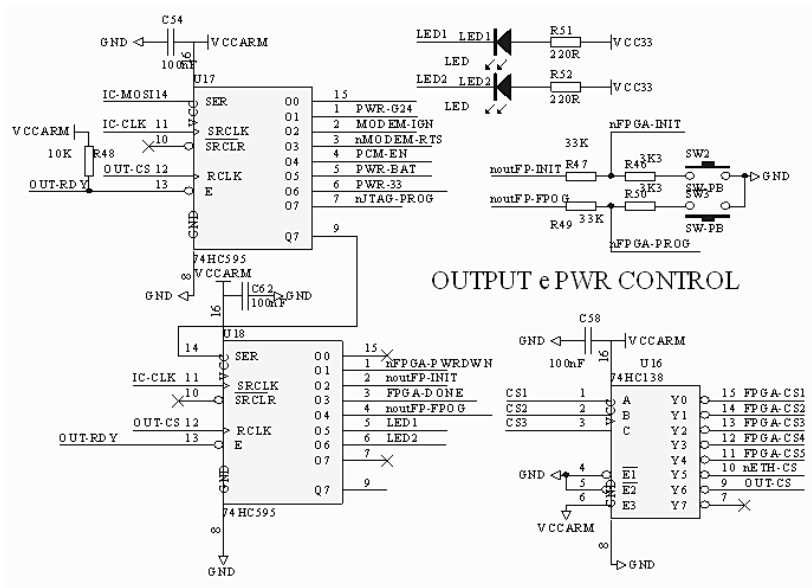 C54
GND
VCCARM
100nF
16
U17
IC-MOSI 14
SER
O0
15
VCC
O1
1
PWR-G24
IC-CLK 11
SRCLK
O2
2
MODEM-IGN
10
SRCLR
O3
3
nMODEM-RTS
O4
4
PCM-EN
OUT-CS 12
RCLK
O5
5
PWR-BAT
OUT-RDY
13
E
O6
6
PWR-33
O7
7
nJTAG-PROG
VCCARM
10K
R48
GND
Q7
9
8
74HC595
GND
VCCARM
C62
100nF
GND
16
U18
14
SER
O0
15
VCC
O1
1
nFPGA-PWRDWN
IC-CLK 11
SRCLK
O2
2
noutFP-INIT
10
SRCLR
O3
3
FPGA-DONE
O4
4
noutFP-FPOG
OUT-CS 12
RCLK
O5
5
LED1
OUT-RDY
13
E
O6
6
LED2
O7
7
GND
Q7
9
74HC595
8
GND
LED1
LED1
LED
R51
220R
VCC33
LED2
LED2
LED
R52
220R
VCC33
nFPGA-INIT
33K
noutFP-INIT
R47
R46
3K3
SW2
SW-PB
GND
noutFP-FPOG
R49
33K
3K3
R50
SW3
SW-PB
nFPGA-PROG
OUTPUT e PWR CONTROL
C58
GND
VCCARM
100nF
16
U16
74HC138
CS1
1
A
Y0
15
FPGA-CS1
CS2
2
B
VCC
Y1
14
FPGA-CS2
CS3
3
C
Y2
13
FPGA-CS3
Y3
12
FPGA-CS4
Y4
11
FPGA-CS5
GND
4
E1
Y5
10
nETH-CS
5
E2
GND
Y6
9
OUT-CS
6
E3
Y7
7
VCCARM
8
GND